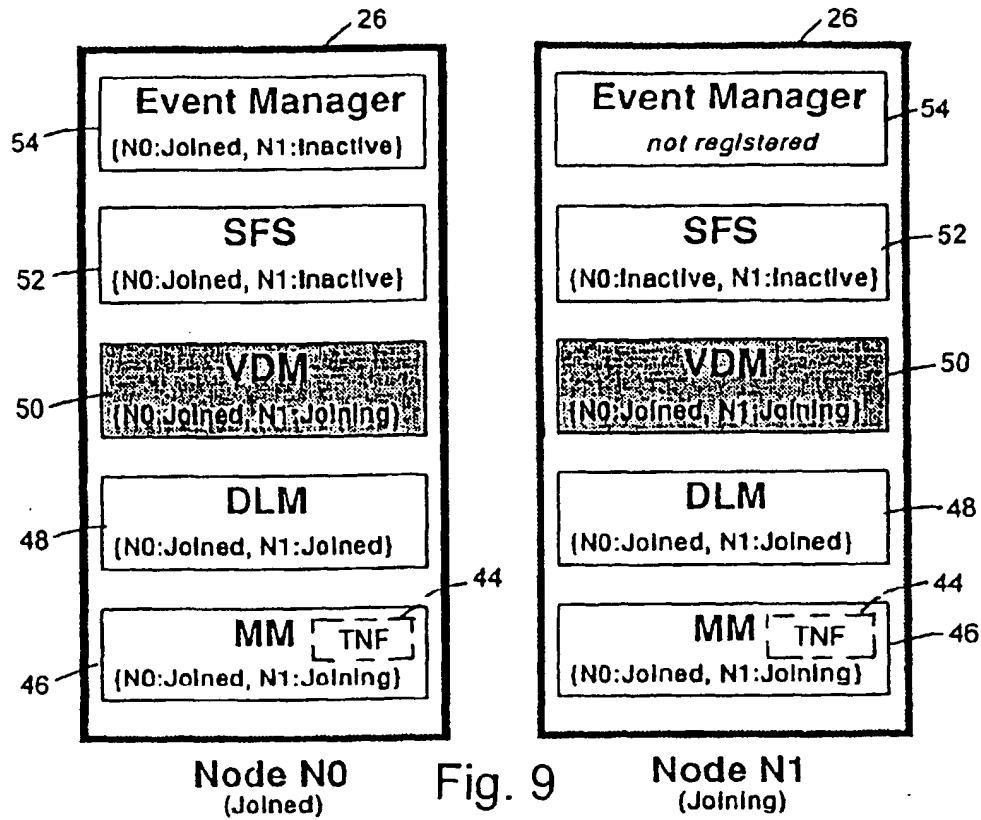 26
Event Manager
{N0:Joined, N1:Inactive}
54
SFS
{N0:Joined, N1:Inactive}
52
VDM
{N0:Joined, N1:Joining}
50
DLM
{N0:Joined, N1:Joined}
48
44
MM
TNF
{N0:Joined, N1:Joining}
46
Node N0
(Joined)
26
Event Manager
not registered
54
SFS
{N0:Inactive, N1:Inactive}
52
VDM
{N0:Joined, N1:Joining}
50
DLM
{N0:Joined, N1:Joined}
48
44
MM
TNF
{N0:Joined, N1:Joining}
46
Node N1
(Joining)
Fig. 9